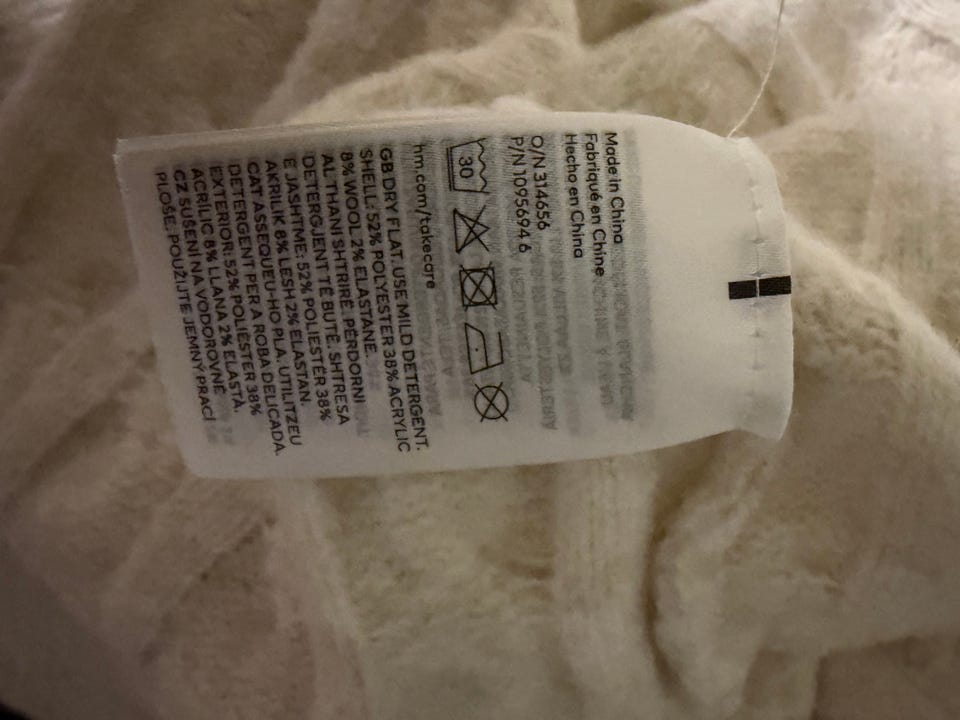 Made in China
Fabriqué en Chine
Hecho en China
O/N 314656
P/N 1095694 6
30
hm.com/takecare
GB DRY FLAT. USE MILD DETERGENT.
SHELL: 52% POLYESTER 38% ACRYLIC
8% WOOL 2% ELASTANE.
AL THANI SHTRIRË. PËRDORNI
DETERGJENT TË BUTË. SHTRESA
E JASHTME: 52% POLIESTËR 38%
AKRILIK 8% LESH 2% ELASTAN.
CAT ASSEQUEU-HO PLA. UTILITZEU
DETERGENT PER A ROBA DELICADA.
EXTERIOR: 52% POLIÈSTER 38%
ACRÍLIC 8% LLANA 2% ELASTÀ.
CZ SUŠENÍ NA VODOROVNÉ
PLOŠE. POUŽIJTE JEMNÝ PRACÍ